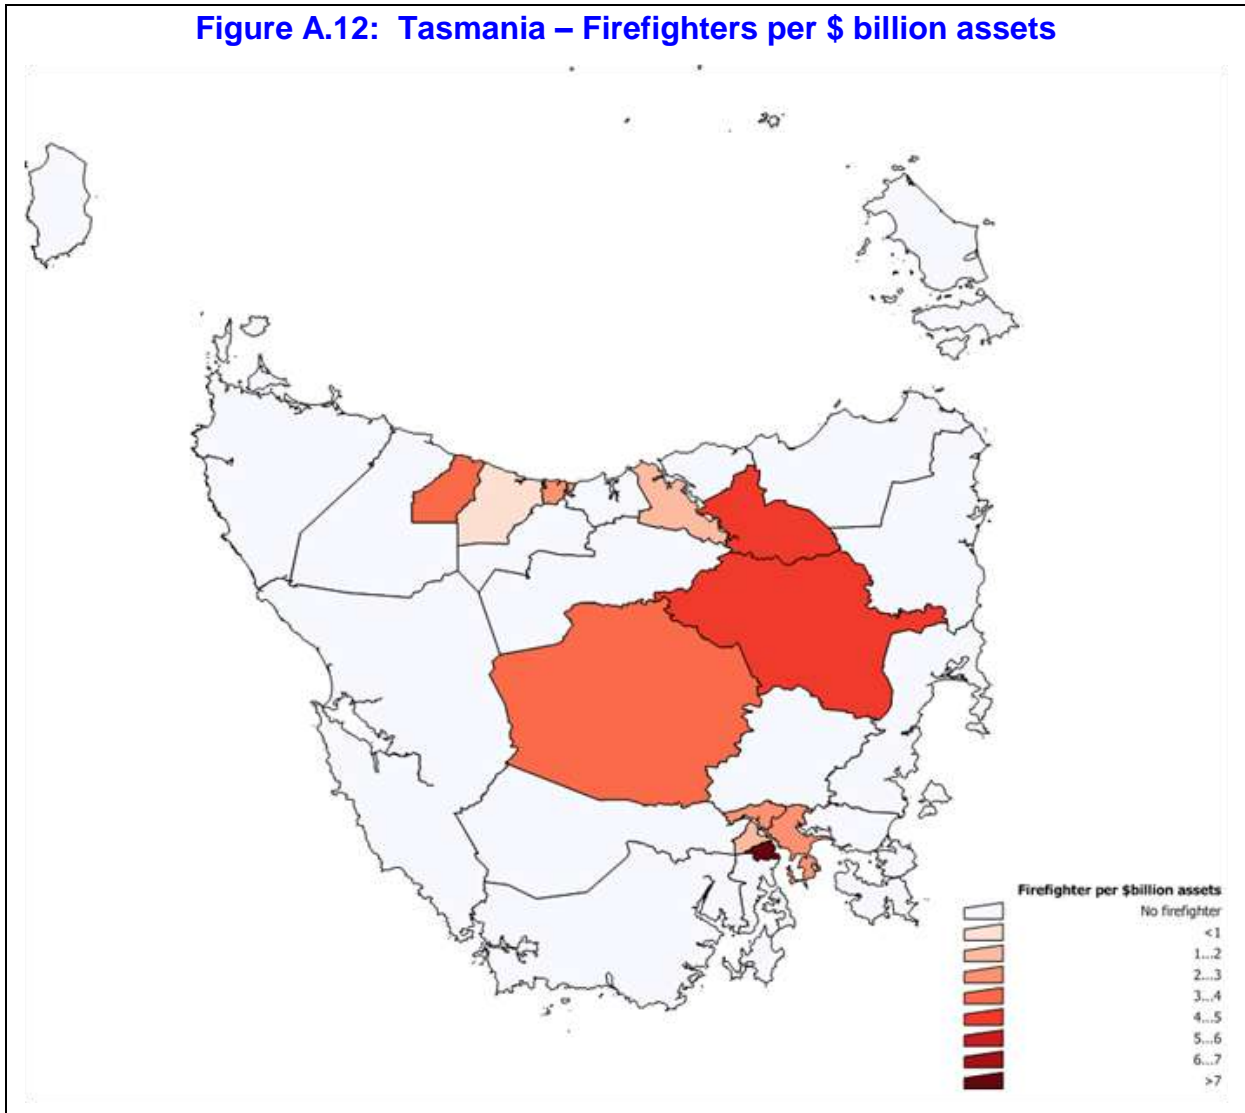 Figure A.12: Tasmania – Firefighters per $ billion assets
Firefighter per $billion assets
No firefighter
<1
1...2
2...3
3...4
4...5
5...6
6...7
>7